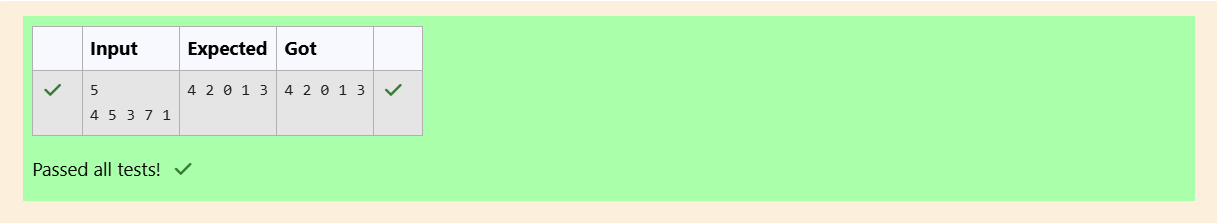 Input Expected Got
5 4 2 0 1 3 4 2 0 1 3
4 5 3 7 1
Passed all tests!